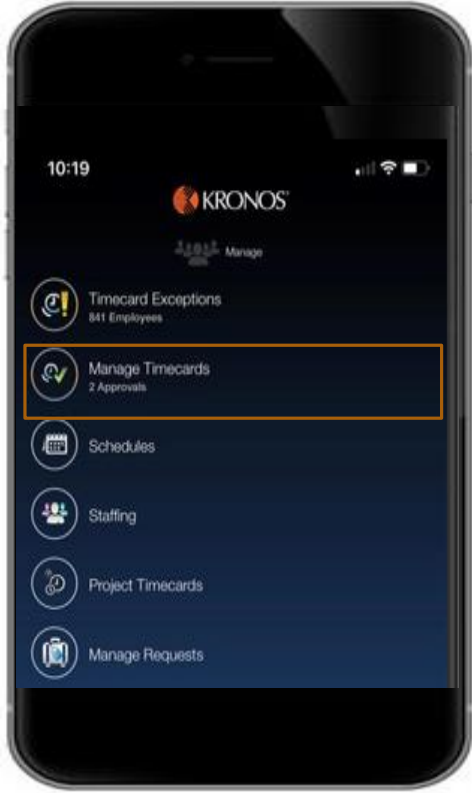 10:19
KRONOS
Manage
Timecard Exceptions
841 Employees
Manage Timecards
2 Approvals
Schedules
Staffing
Project Timecards
Manage Requests